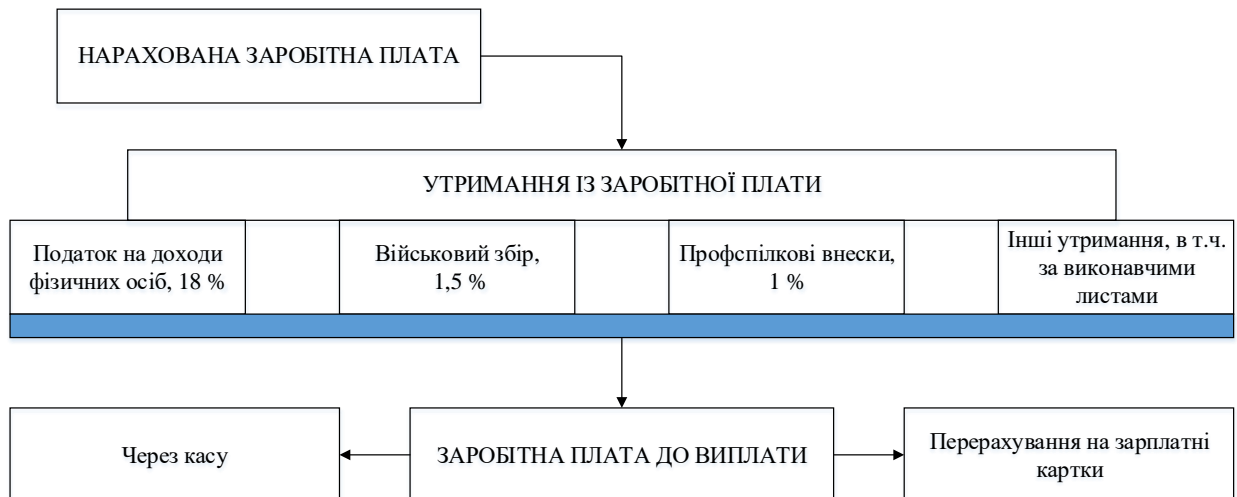 НАРАХОВАНА ЗАРОБІТНА ПЛАТА
УТРИМАННЯ ІЗ ЗАРОБІТНОЇ ПЛАТИ
Податок на доходи
фізичних осіб, 18 %
Військовий збір,
1,5 %
Профспілкові внески,
1 %
Інші утримання, в т.ч.
за виконавчими
листами
Через касу
ЗАРОБІТНА ПЛАТА ДО ВИПЛАТИ
Перерахування на зарплатні
картки